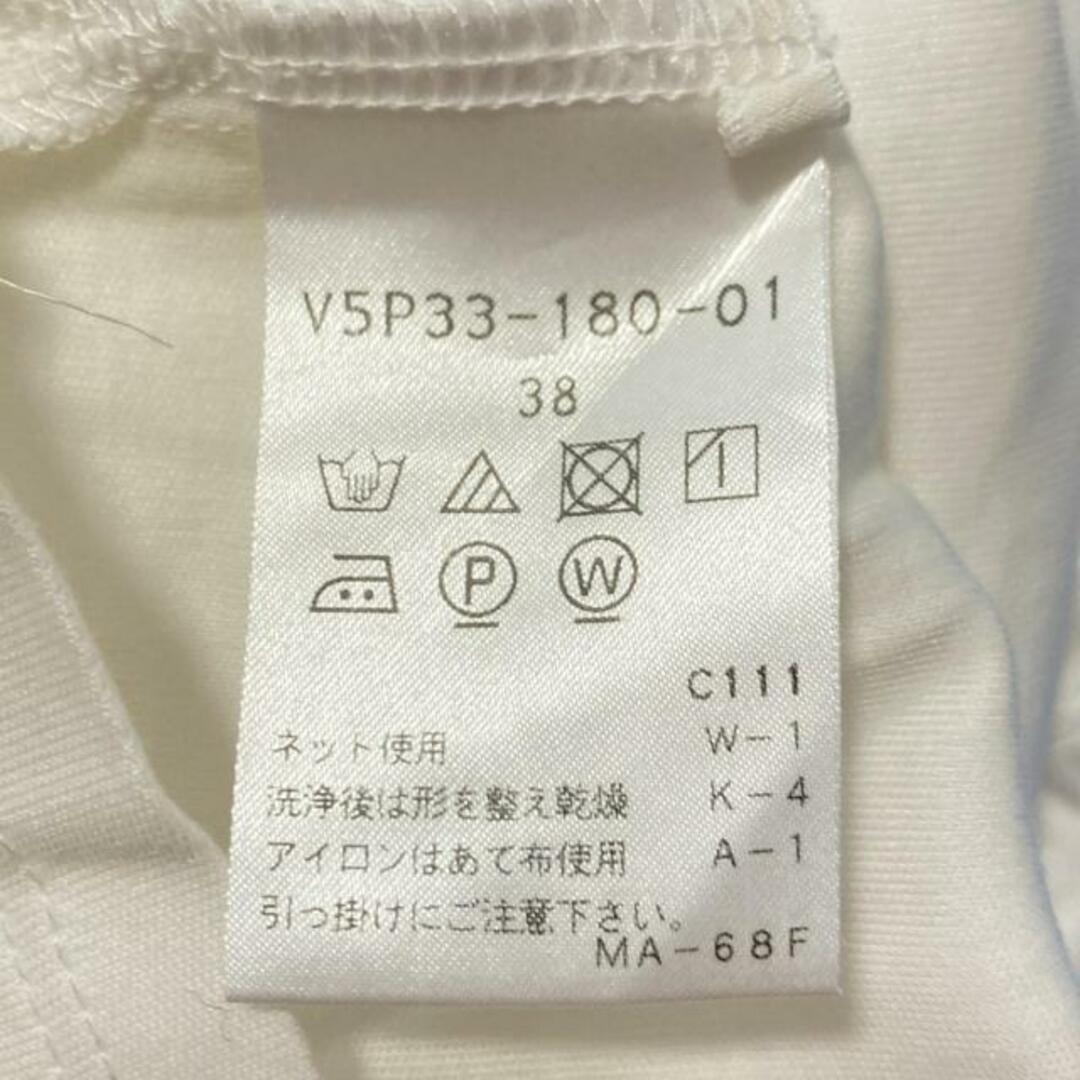 V5P33-180-01
38
P W
C111
ネット使用 W-1
洗浄後は形を整え乾燥 K-4
アイロンはあて布使用 A-1
引っ掛けにご注意下さい。
MA-68F